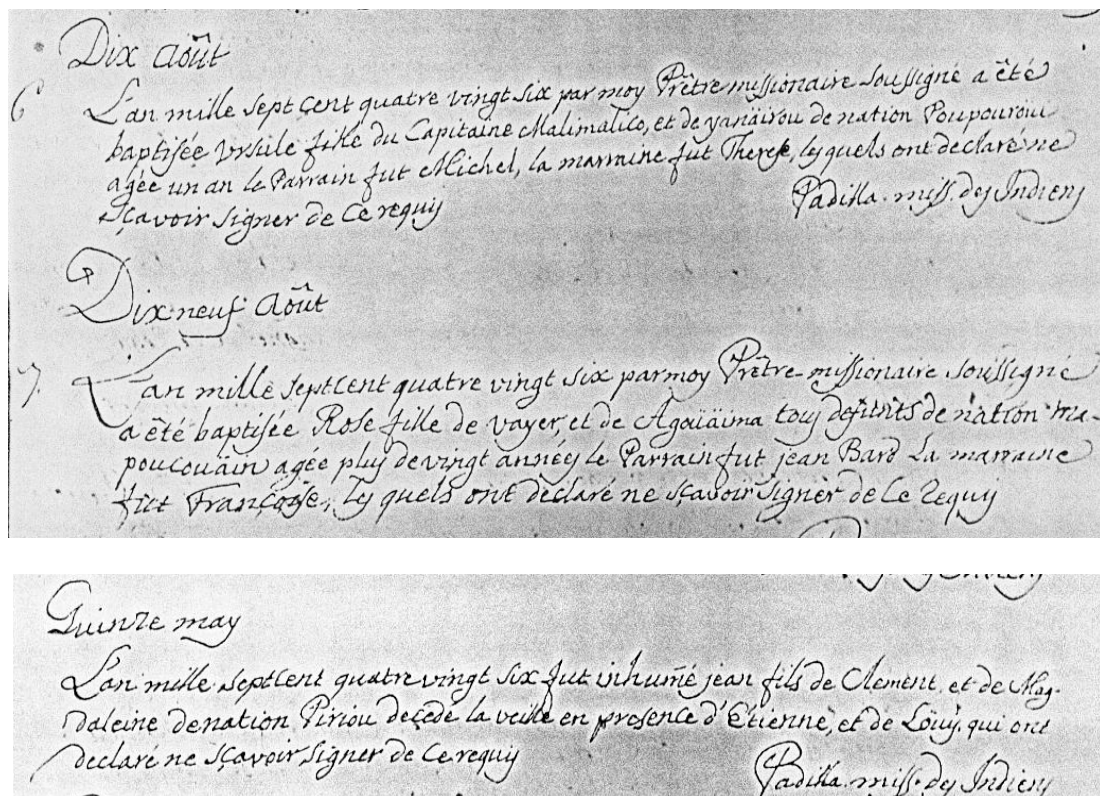 Dix Août
6 L'an mille sept cent quatre vingt six par moy Prêtre missionaire soussigné a êté
baptisée Ursule fille du Capitaine Malimalico, et de yanaïrou de nation Poupourou
agée un an le Parrain fut Michel, la marraine fut Therese, lesquels ont declaré ne
sçavoir signer de ce requis Padilla. miss. des Indiens
Dix neuf Août
7 L'an mille sept cent quatre vingt six par moy Prêtre missionaire soussigné
a êté baptisée Rose fille de vayer, et de Agoüaïma tous defunts de nation ma-
poucouain agée plus de vingt années le Parrain fut jean Bard La marraine
fut Françoise, lesquels ont declaré ne sçavoir signer de ce requis
Quinze may
L'an mille sept cent quatre vingt six fut inhumé jean fils de Clement, et de Mag-
daleine de nation Piriou decedé la veille en presence d'Etienne, et de Loüis. qui ont
declaré ne sçavoir signer de ce requis Padilla. miss. des Indiens